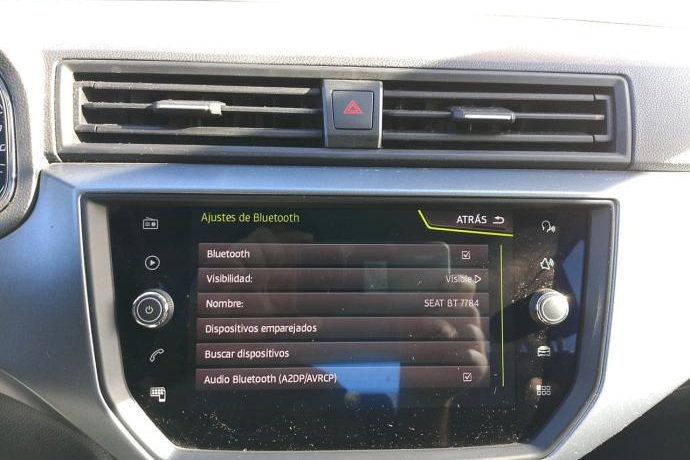 Ajustes de Bluetooth
ATRÁS
Bluetooth
Visibilidad: Visible
Nombre: SEAT BT 7784
Dispositivos emparejados
Buscar dispositivos
Audio Bluetooth (A2DP/AVRCP)